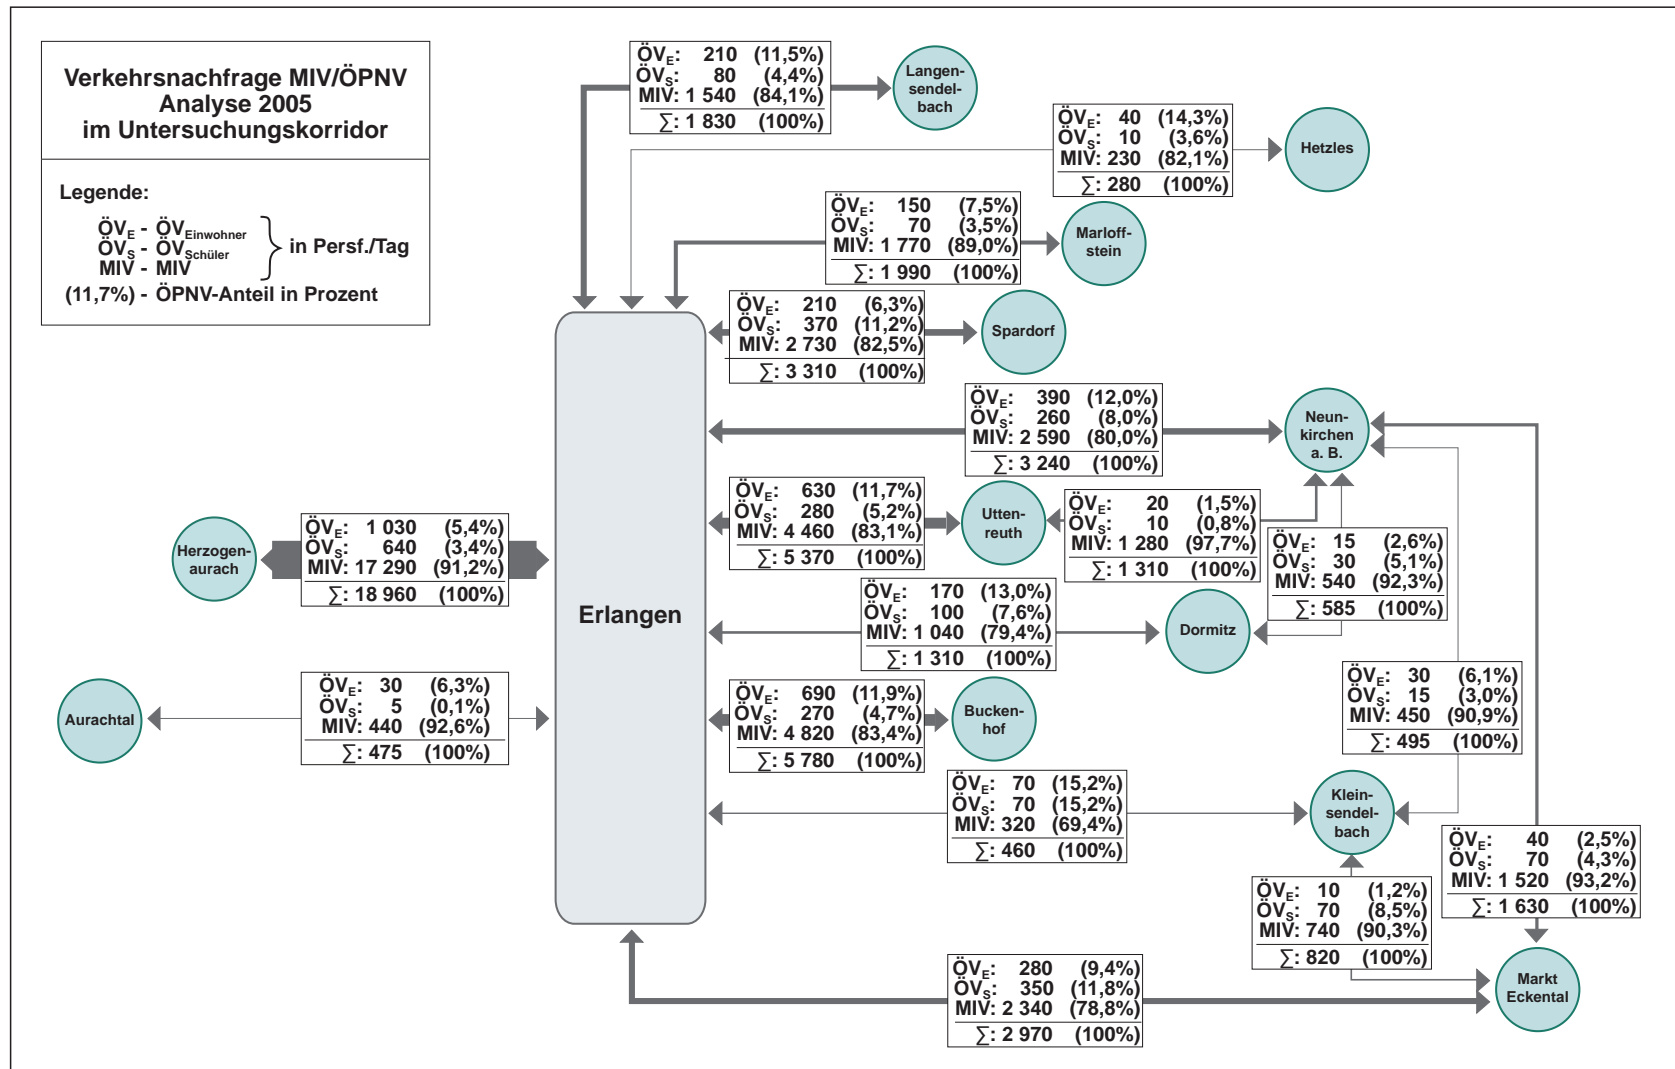 Verkehrsnachfrage MIV/ÖPNV
Analyse 2005
im Untersuchungskorridor
Legende:
ÖVE - ÖVEinwohner
ÖVS - ÖVSchüler
MIV - MIV
in Persf./Tag
(11,7%) - ÖPNV-Anteil in Prozent
ÖVE: 210 (11,5%)
ÖVS: 80 (4,4%)
MIV: 1 540 (84,1%)
∑: 1 830 (100%)
Langen-
sendel-
bach
ÖVE: 40 (14,3%)
ÖVS: 10 (3,6%)
MIV: 230 (82,1%)
∑: 280 (100%)
Hetzles
ÖVE: 150 (7,5%)
ÖVS: 70 (3,5%)
MIV: 1 770 (89,0%)
∑: 1 990 (100%)
Marloff-
stein
ÖVE: 210 (6,3%)
ÖVS: 370 (11,2%)
MIV: 2 730 (82,5%)
∑: 3 310 (100%)
Spardorf
ÖVE: 390 (12,0%)
ÖVS: 260 (8,0%)
MIV: 2 590 (80,0%)
∑: 3 240 (100%)
Neun-
kirchen
a. B.
ÖVE: 630 (11,7%)
ÖVS: 280 (5,2%)
MIV: 4 460 (83,1%)
∑: 5 370 (100%)
Utten-
reuth
ÖVE: 20 (1,5%)
ÖVS: 10 (0,8%)
MIV: 1 280 (97,7%)
∑: 1 310 (100%)
ÖVE: 15 (2,6%)
ÖVS: 30 (5,1%)
MIV: 540 (92,3%)
∑: 585 (100%)
Herzogen-
aurach
ÖVE: 1 030 (5,4%)
ÖVS: 640 (3,4%)
MIV: 17 290 (91,2%)
∑: 18 960 (100%)
Erlangen
ÖVE: 170 (13,0%)
ÖVS: 100 (7,6%)
MIV: 1 040 (79,4%)
∑: 1 310 (100%)
Dormitz
Aurachtal
ÖVE: 30 (6,3%)
ÖVS: 5 (0,1%)
MIV: 440 (92,6%)
∑: 475 (100%)
ÖVE: 690 (11,9%)
ÖVS: 270 (4,7%)
MIV: 4 820 (83,4%)
∑: 5 780 (100%)
Bucken-
hof
ÖVE: 30 (6,1%)
ÖVS: 15 (3,0%)
MIV: 450 (90,9%)
∑: 495 (100%)
ÖVE: 70 (15,2%)
ÖVS: 70 (15,2%)
MIV: 320 (69,4%)
∑: 460 (100%)
Klein-
sendel-
bach
ÖVE: 40 (2,5%)
ÖVS: 70 (4,3%)
MIV: 1 520 (93,2%)
∑: 1 630 (100%)
ÖVE: 10 (1,2%)
ÖVS: 70 (8,5%)
MIV: 740 (90,3%)
∑: 820 (100%)
ÖVE: 280 (9,4%)
ÖVS: 350 (11,8%)
MIV: 2 340 (78,8%)
∑: 2 970 (100%)
Markt
Eckental